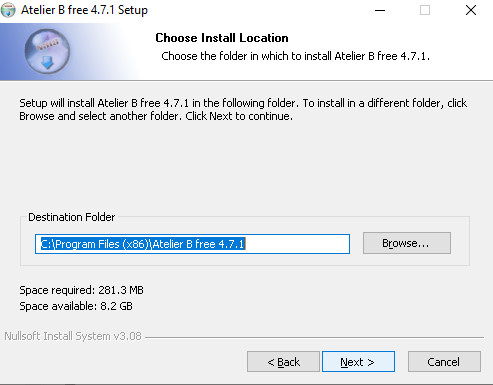 Atelier B free 4.7.1 Setup
Choose Install Location
Choose the folder in which to install Atelier B free 4.7.1.
Setup will install Atelier B free 4.7.1 in the following folder. To install in a different folder, click
Browse and select another folder. Click Next to continue.
Destination Folder
C:\Program Files (x86)\Atelier B free 4.7.1
Browse...
Space required: 281.3 MB
Space available: 8.2 GB
Nullsoft Install System v3.08
< Back
Next >
Cancel